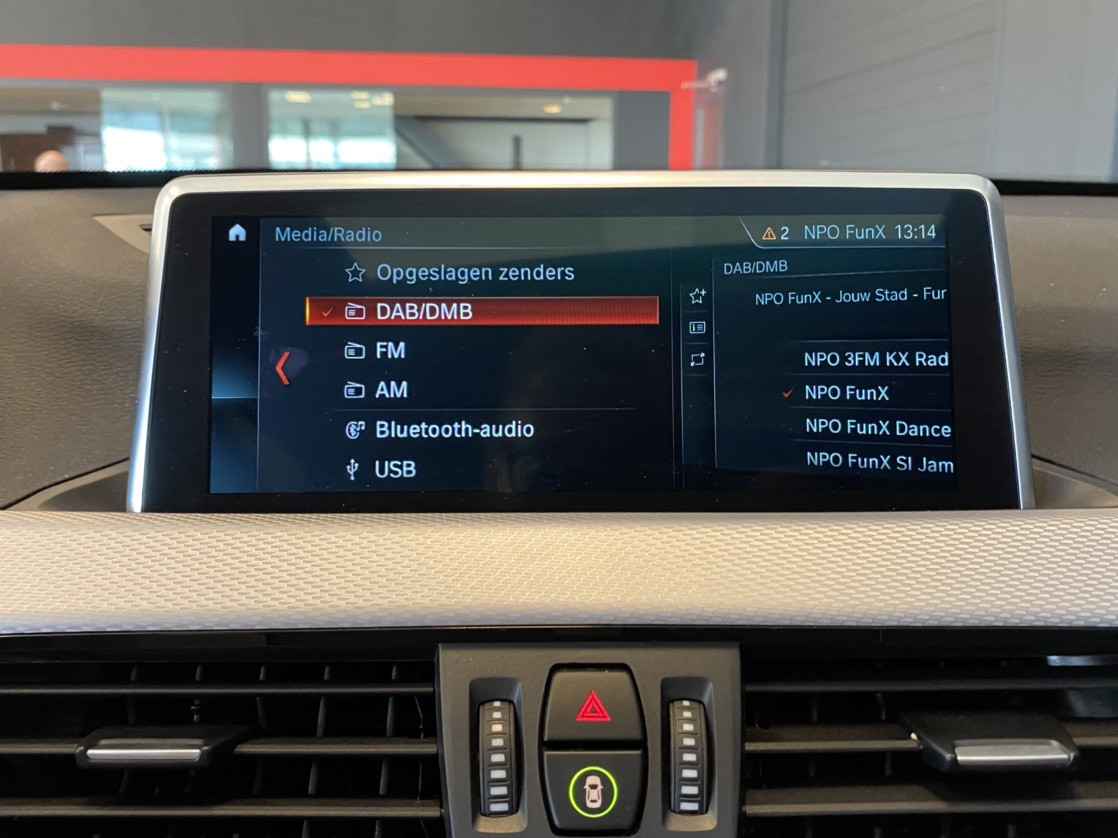 Media/Radio
2 NPO FunX 13:14
Opgeslagen zenders
DAB/DMB
FM
AM
Bluetooth-audio
USB
DAB/DMB
NPO FunX - Jouw Stad - Fur
NPO 3FM KX Rad
NPO FunX
NPO FunX Dance
NPO FunX Sl Jam